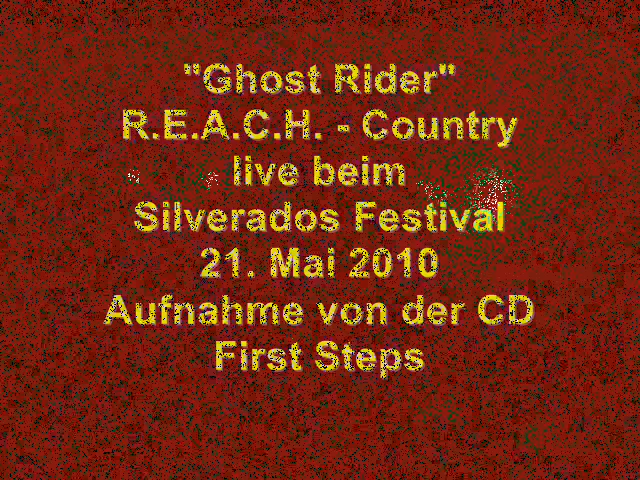 "Ghost Rider"
R.E.A.C.H. - Country
live beim
Silverados Festival
21. Mai 2010
Aufnahme von der CD
First Steps